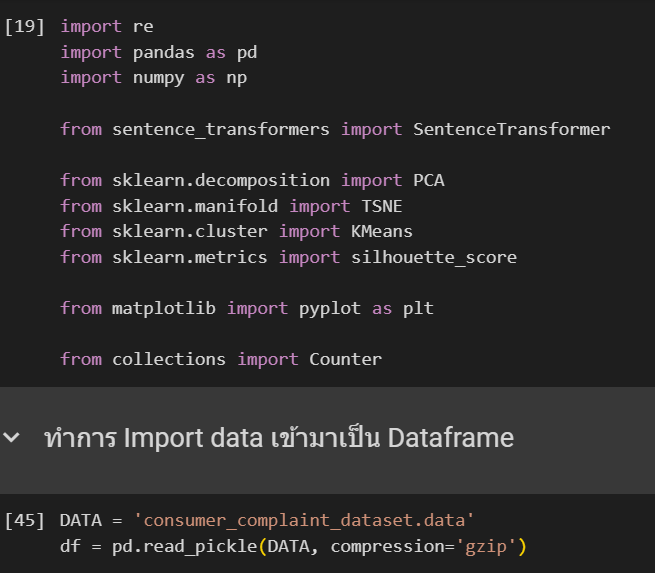 [19] import re
import pandas as pd
import numpy as np
from sentence_transformers import SentenceTransformer
from sklearn.decomposition import PCA
from sklearn.manifold import TSNE
from sklearn.cluster import KMeans
from sklearn.metrics import silhouette_score
from matplotlib import pyplot as plt
from collections import Counter
ทำการ Import data เข้ามาเป็น Dataframe
[45] DATA = 'consumer_complaint_dataset.data'
df = pd.read_pickle(DATA, compression='gzip')